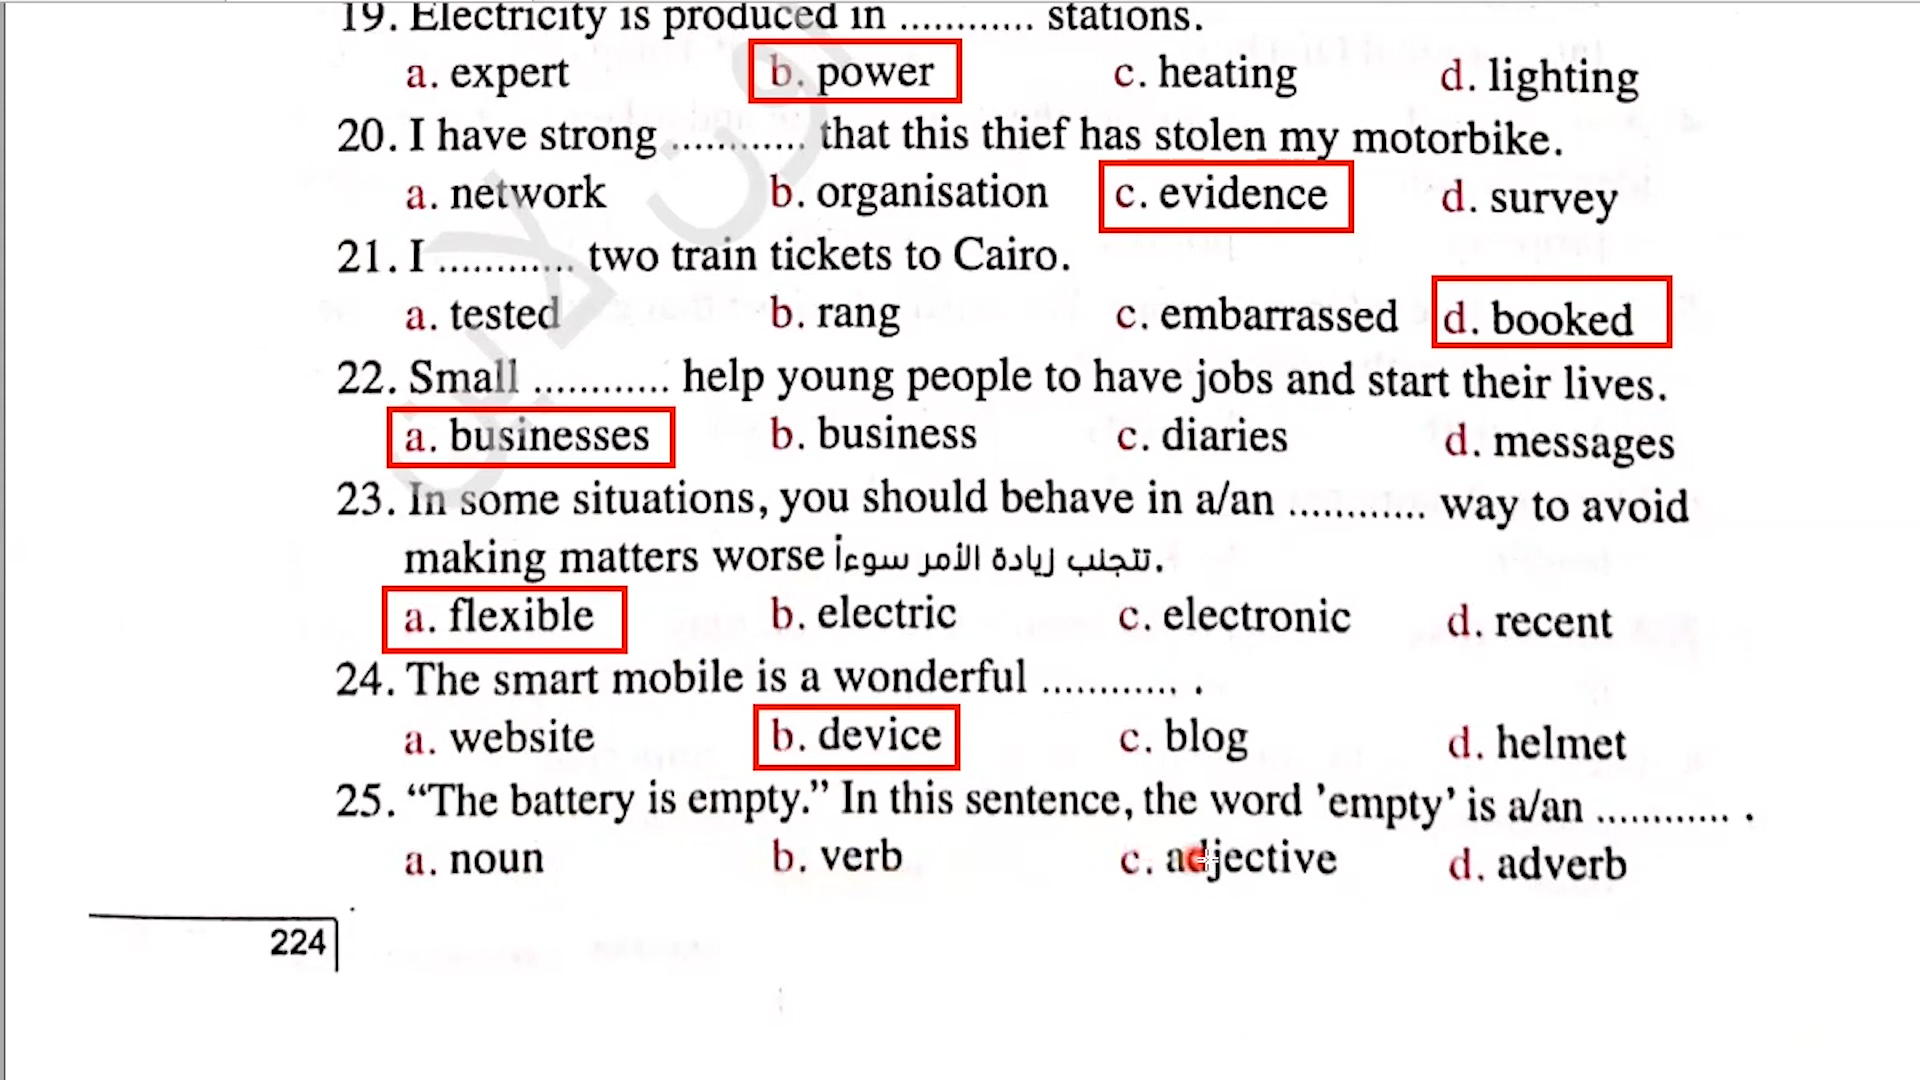 19. Electricity is produced in ............ stations.
a. expert b. power c. heating d. lighting
20. I have strong ............ that this thief has stolen my motorbike.
a. network b. organisation c. evidence d. survey
21. I ............ two train tickets to Cairo.
a. tested b. rang c. embarrassed d. booked
22. Small ............ help young people to have jobs and start their lives.
a. businesses b. business c. diaries d. messages
23. In some situations, you should behave in a/an ............ way to avoid
making matters worse تتجنب زيادة الأمر سوءاً.
a. flexible b. electric c. electronic d. recent
24. The smart mobile is a wonderful ............ .
a. website b. device c. blog d. helmet
25. “The battery is empty.” In this sentence, the word ’empty’ is a/an ............ .
a. noun b. verb c. adjective d. adverb
224